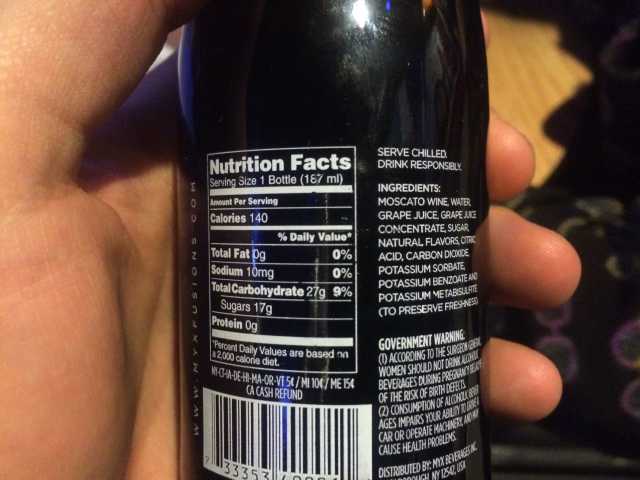 WWW.MYXFUSIONS.COM
Nutrition Facts
Serving Size 1 Bottle (187 ml)
Amount Per Serving
Calories 140
% Daily Value*
Total Fat 0g 0%
Sodium 10mg 0%
Total Carbohydrate 27g 9%
Sugars 17g
Protein 0g
*Percent Daily Values are based on
a 2,000 calorie diet.
NY-CT-IA-DE-HI-MA-OR-VT 5¢ / MI 10¢ / ME 15¢
CA CASH REFUND
33353
SERVE CHILLED.
DRINK RESPONSIBLY.
INGREDIENTS:
MOSCATO WINE, WATER,
GRAPE JUICE, GRAPE JUICE
CONCENTRATE, SUGAR,
NATURAL FLAVORS, CITRIC
ACID, CARBON DIOXIDE,
POTASSIUM SORBATE,
POTASSIUM BENZOATE AND
POTASSIUM METABISULFITE
(TO PRESERVE FRESHNESS)
GOVERNMENT WARNING:
(1) ACCORDING TO THE SURGEON GENERAL,
WOMEN SHOULD NOT DRINK ALCOHOLIC
BEVERAGES DURING PREGNANCY BECAUSE
OF THE RISK OF BIRTH DEFECTS.
(2) CONSUMPTION OF ALCOHOLIC BEVER
AGES IMPAIRS YOUR ABILITY TO DRIVE A
CAR OR OPERATE MACHINERY, AND MAY
CAUSE HEALTH PROBLEMS.
DISTRIBUTED BY: MYX BEVERAGES INC.
NY 12542, USA